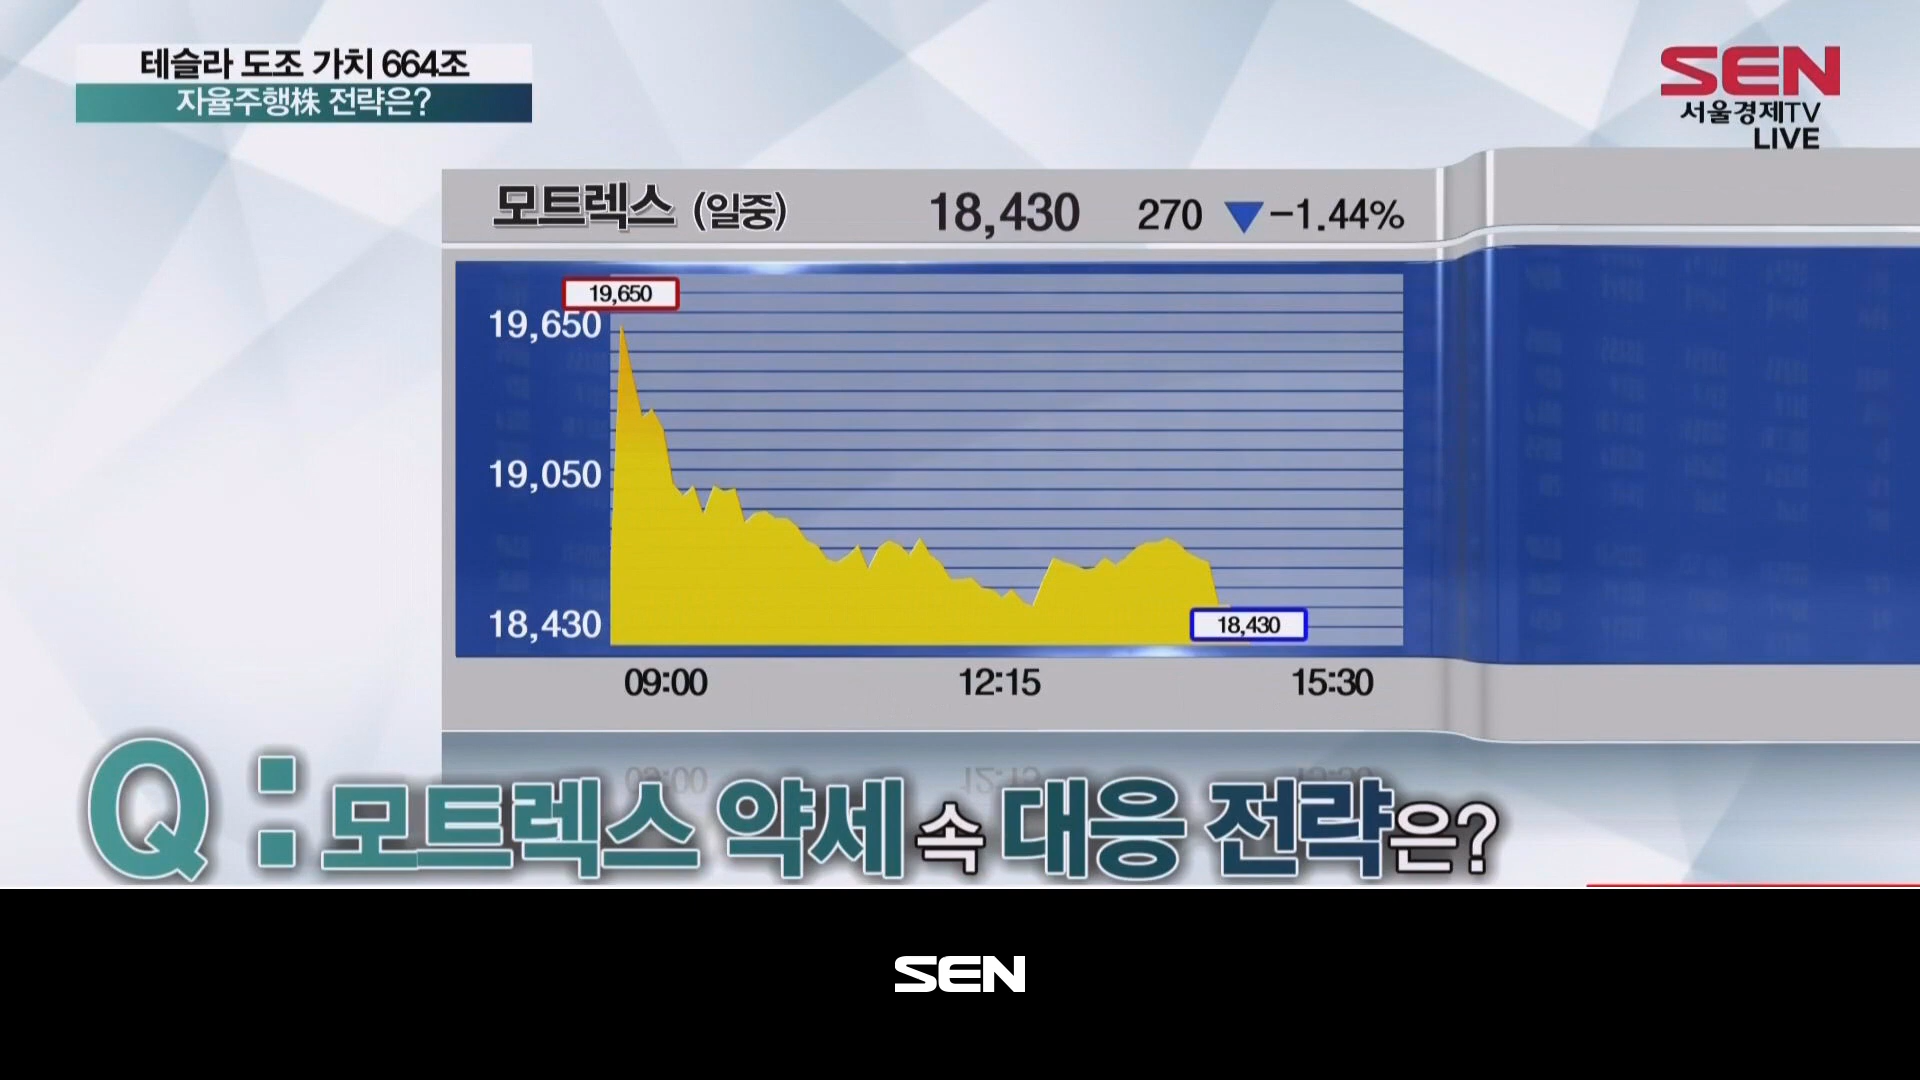 테슬라 도조 가치 664조
자율주행株 전략은?
SEN
서울경제TV
LIVE
모트렉스 (일중) 18,430 270 ▼-1.44%
19,650
19,650
19,050
18,430
18,430
09:00 12:15 15:30
Q : 모트렉스 약세 속 대응 전략은?
SEN